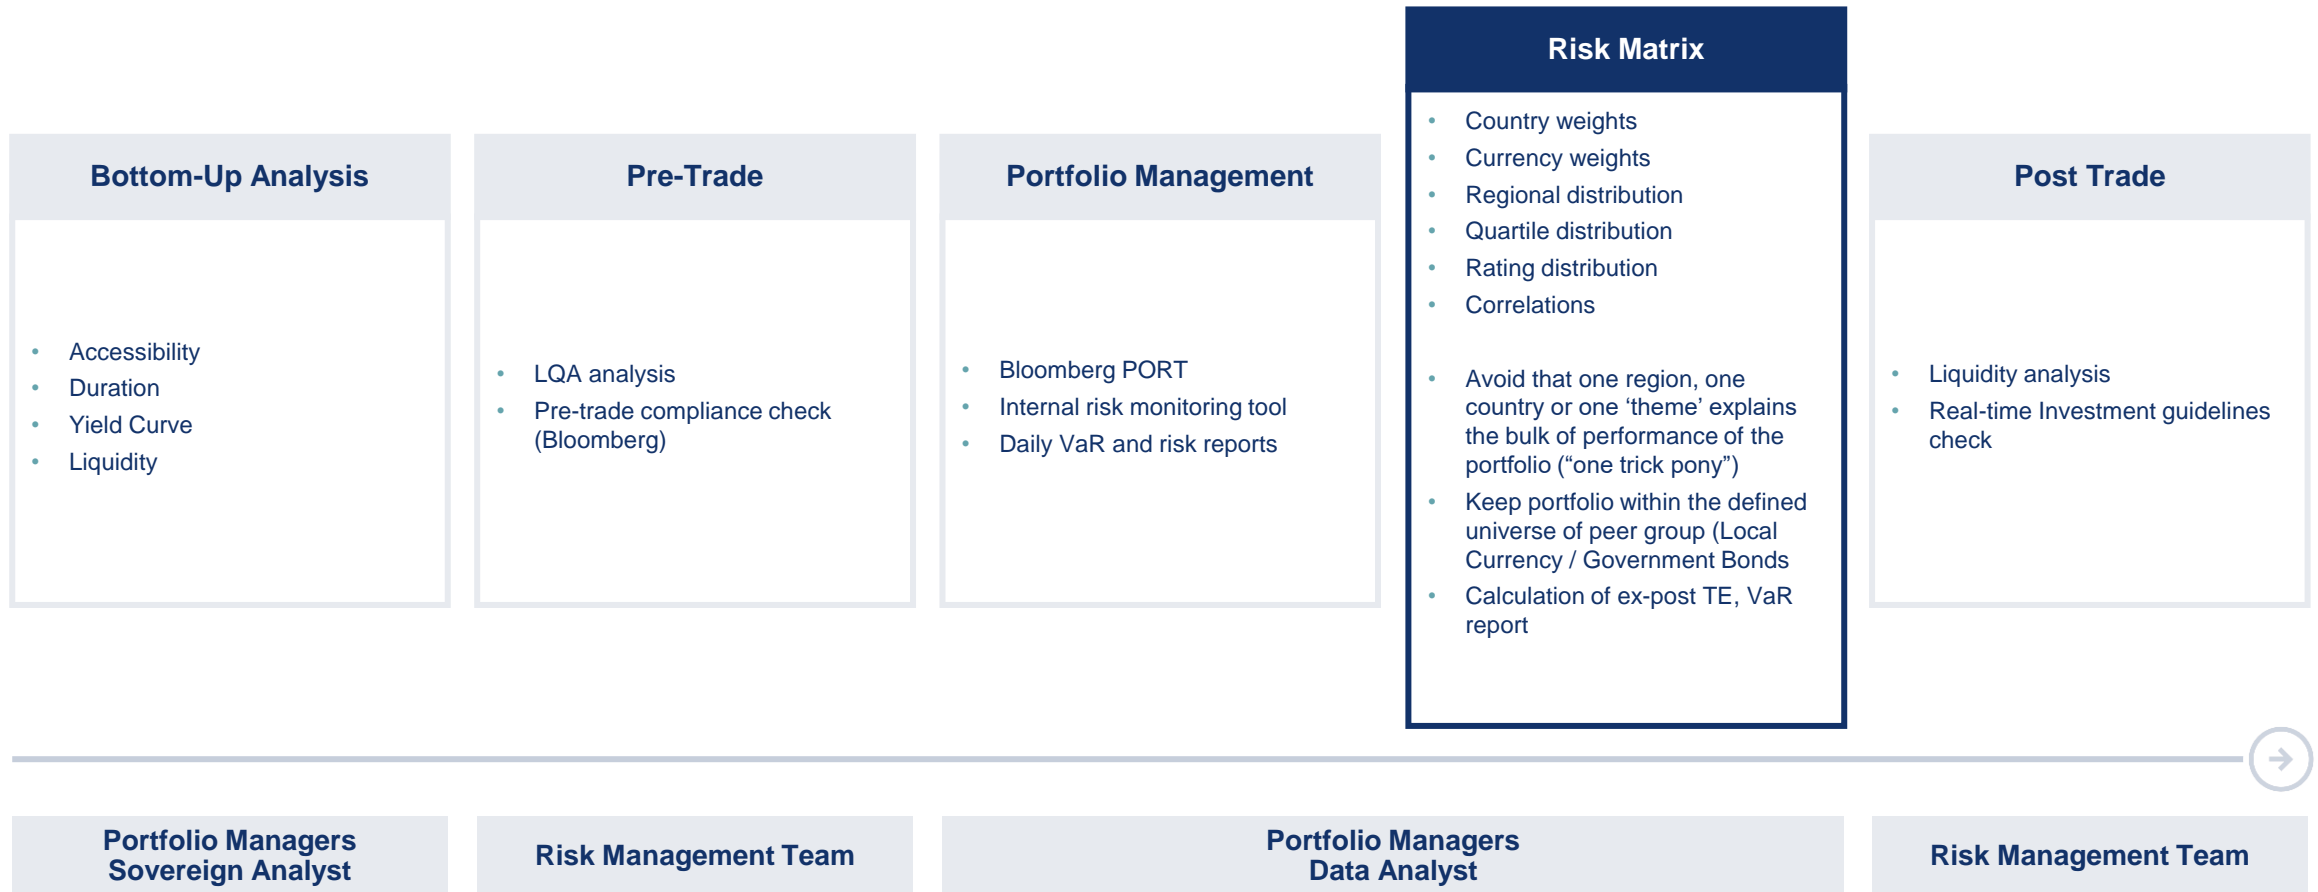 Bottom-Up Analysis
• Accessibility
• Duration
• Yield Curve
• Liquidity
Pre-Trade
• LQA analysis
• Pre-trade compliance check
(Bloomberg)
Portfolio Management
• Bloomberg PORT
• Internal risk monitoring tool
• Daily VaR and risk reports
Risk Matrix
• Country weights
• Currency weights
• Regional distribution
• Quartile distribution
• Rating distribution
• Correlations
• Avoid that one region, one
country or one ‘theme’ explains
the bulk of performance of the
portfolio (“one trick pony”)
• Keep portfolio within the defined
universe of peer group (Local
Currency / Government Bonds
• Calculation of ex-post TE, VaR
report
Post Trade
• Liquidity analysis
• Real-time Investment guidelines
check
Portfolio Managers
Sovereign Analyst
Risk Management Team
Portfolio Managers
Data Analyst
Risk Management Team